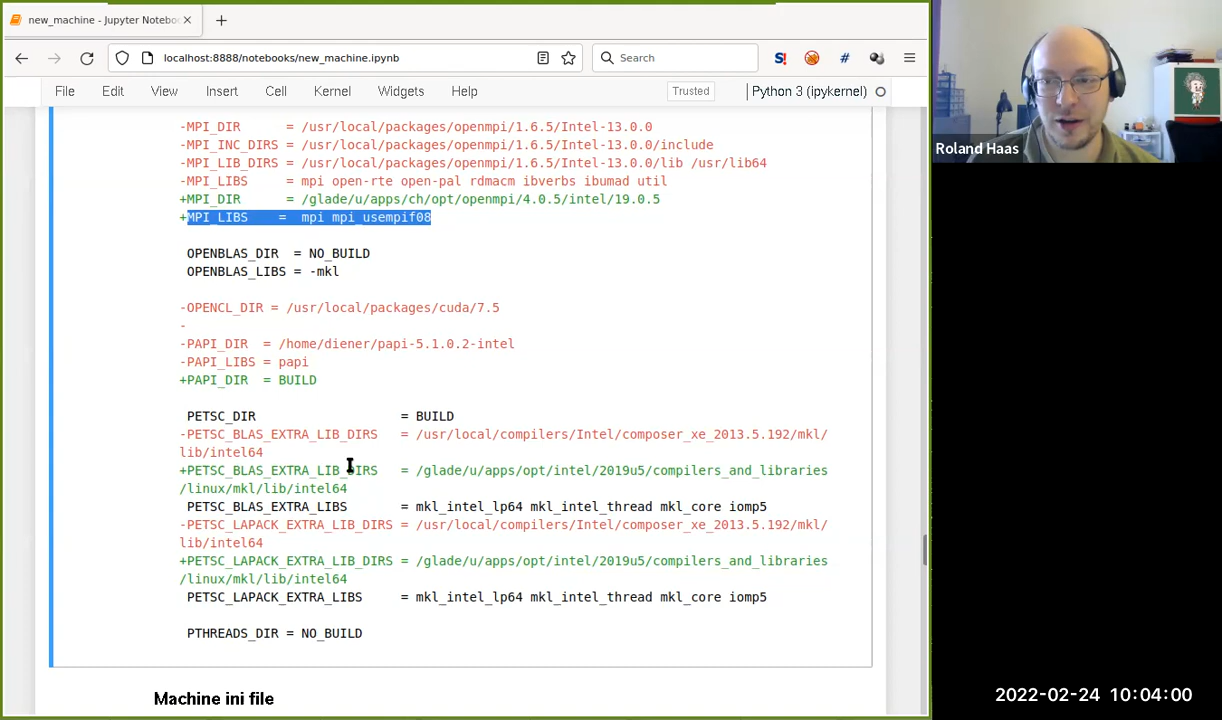 new_machine - Jupyter Noteboo
localhost:8888/notebooks/new_machine.ipynb
Search
File Edit View Insert Cell Kernel Widgets Help
Trusted
Python 3 (ipykernel)
-MPI_DIR = /usr/local/packages/openmpi/1.6.5/Intel-13.0.0
-MPI_INC_DIRS = /usr/local/packages/openmpi/1.6.5/Intel-13.0.0/include
-MPI_LIB_DIRS = /usr/local/packages/openmpi/1.6.5/Intel-13.0.0/lib /usr/lib64
-MPI_LIBS = mpi open-rte open-pal rdmacm ibverbs ibumad util
+MPI_DIR = /glade/u/apps/ch/opt/openmpi/4.0.5/intel/19.0.5
+MPI_LIBS = mpi mpi_usempif08
OPENBLAS_DIR = NO_BUILD
OPENBLAS_LIBS = -mkl
-OPENCL_DIR = /usr/local/packages/cuda/7.5
-
-PAPI_DIR = /home/diener/papi-5.1.0.2-intel
-PAPI_LIBS = papi
+PAPI_DIR = BUILD
PETSC_DIR = BUILD
-PETSC_BLAS_EXTRA_LIB_DIRS = /usr/local/compilers/Intel/composer_xe_2013.5.192/mkl/
lib/intel64
+PETSC_BLAS_EXTRA_LIB_DIRS = /glade/u/apps/opt/intel/2019u5/compilers_and_libraries
/linux/mkl/lib/intel64
PETSC_BLAS_EXTRA_LIBS = mkl_intel_lp64 mkl_intel_thread mkl_core iomp5
-PETSC_LAPACK_EXTRA_LIB_DIRS = /usr/local/compilers/Intel/composer_xe_2013.5.192/mkl/
lib/intel64
+PETSC_LAPACK_EXTRA_LIB_DIRS = /glade/u/apps/opt/intel/2019u5/compilers_and_libraries
/linux/mkl/lib/intel64
PETSC_LAPACK_EXTRA_LIBS = mkl_intel_lp64 mkl_intel_thread mkl_core iomp5
PTHREADS_DIR = NO_BUILD
Machine ini file
Roland Haas
2022-02-24 10:04:00